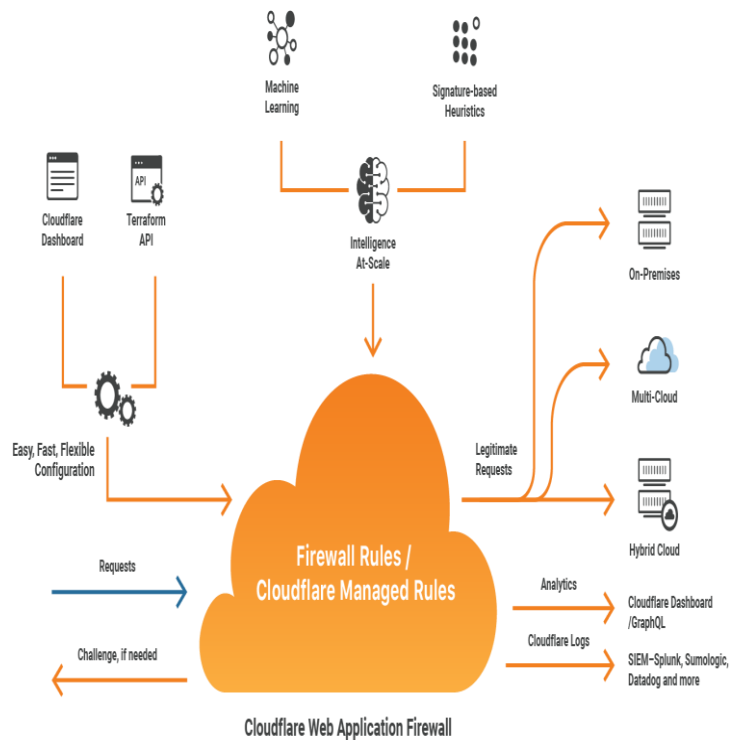 Machine
Learning
Signature-based
Heuristics
Cloudflare
Dashboard
API
Terraform
API
Intelligence
At-Scale
On-Premises
Multi-Cloud
Easy, Fast, Flexible
Configuration
Legitimate
Requests
Hybrid Cloud
Firewall Rules /
Cloudflare Managed Rules
Requests
Challenge, if needed
Analytics
Cloudflare Dashboard
/GraphQL
Cloudflare Logs
SIEM–Splunk, Sumologic,
Datadog and more
Cloudflare Web Application Firewall